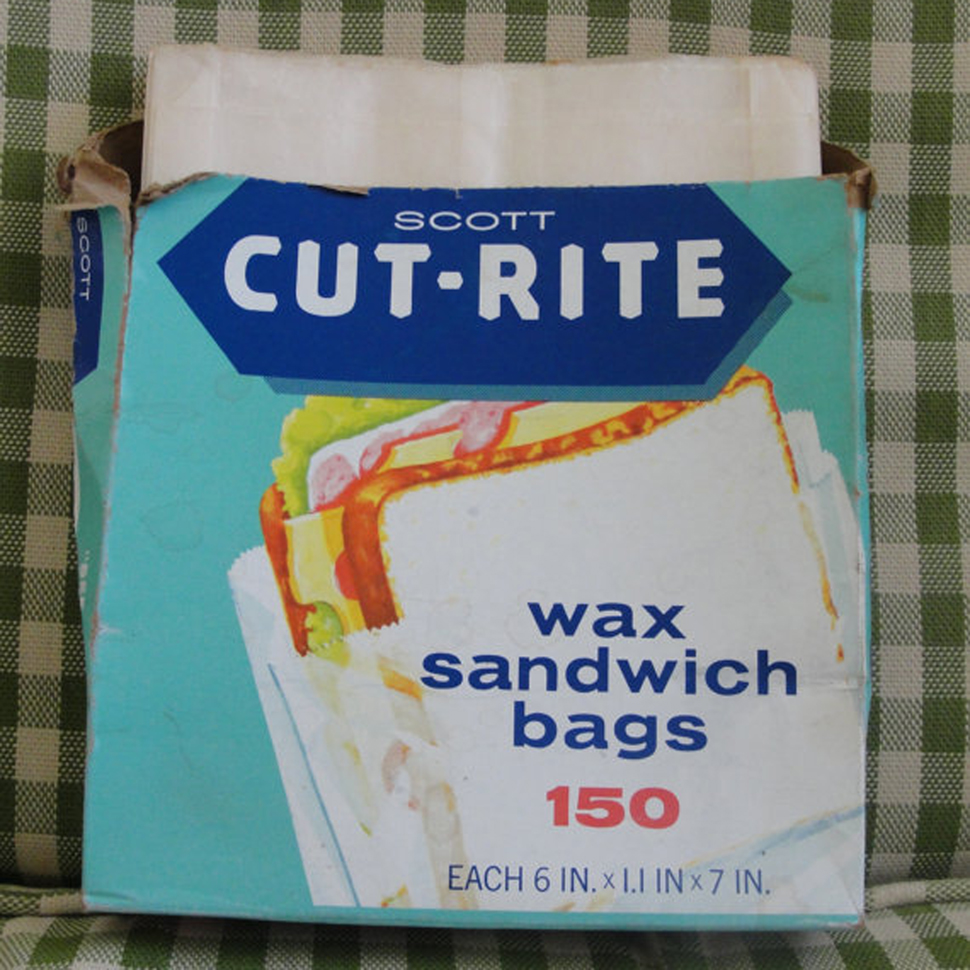 SCOTT
CUT-RITE
SCOTT
wax
sandwich
bags
150
EACH 6 IN. x 1.1 IN x 7 IN.